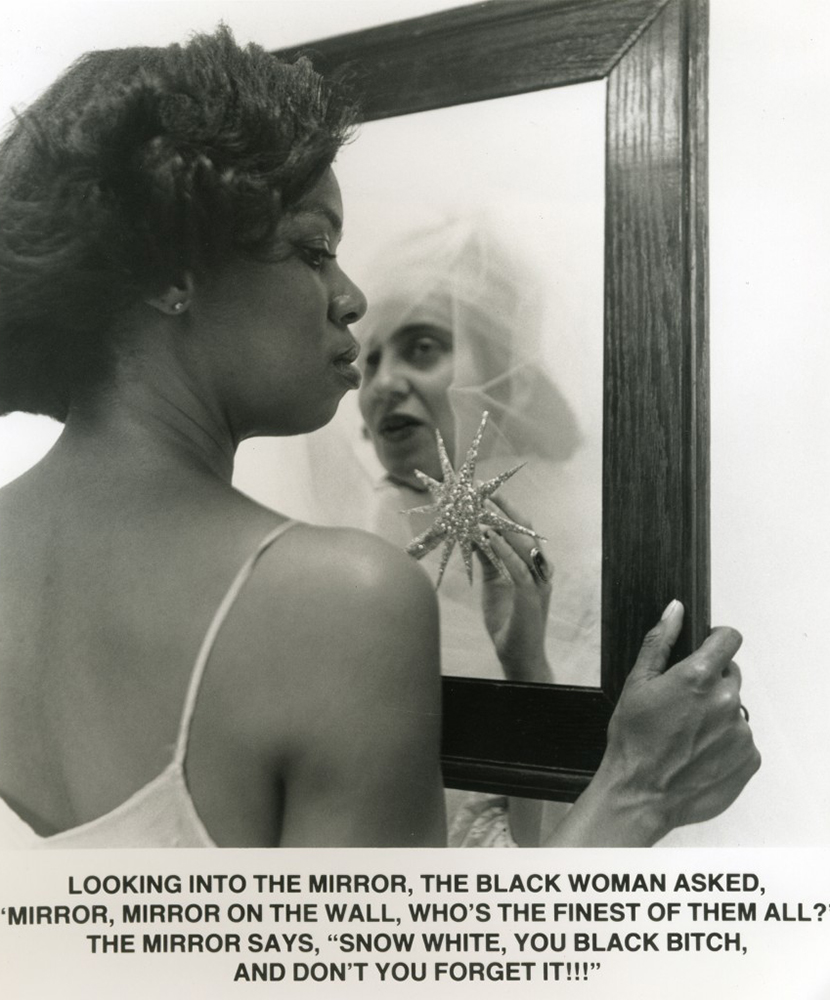 LOOKING INTO THE MIRROR, THE BLACK WOMAN ASKED,
“MIRROR, MIRROR ON THE WALL, WHO’S THE FINEST OF THEM ALL?”
THE MIRROR SAYS, “SNOW WHITE, YOU BLACK BITCH,
AND DON’T YOU FORGET IT!!!”